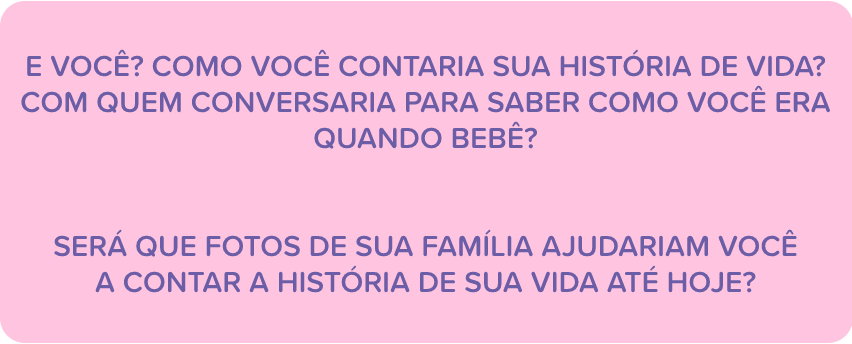 E VOCÊ? COMO VOCÊ CONTARIA SUA HISTÓRIA DE VIDA?
COM QUEM CONVERSARIA PARA SABER COMO VOCÊ ERA
QUANDO BEBÊ?
SERÁ QUE FOTOS DE SUA FAMÍLIA AJUDARIAM VOCÊ
A CONTAR A HISTÓRIA DE SUA VIDA ATÉ HOJE?